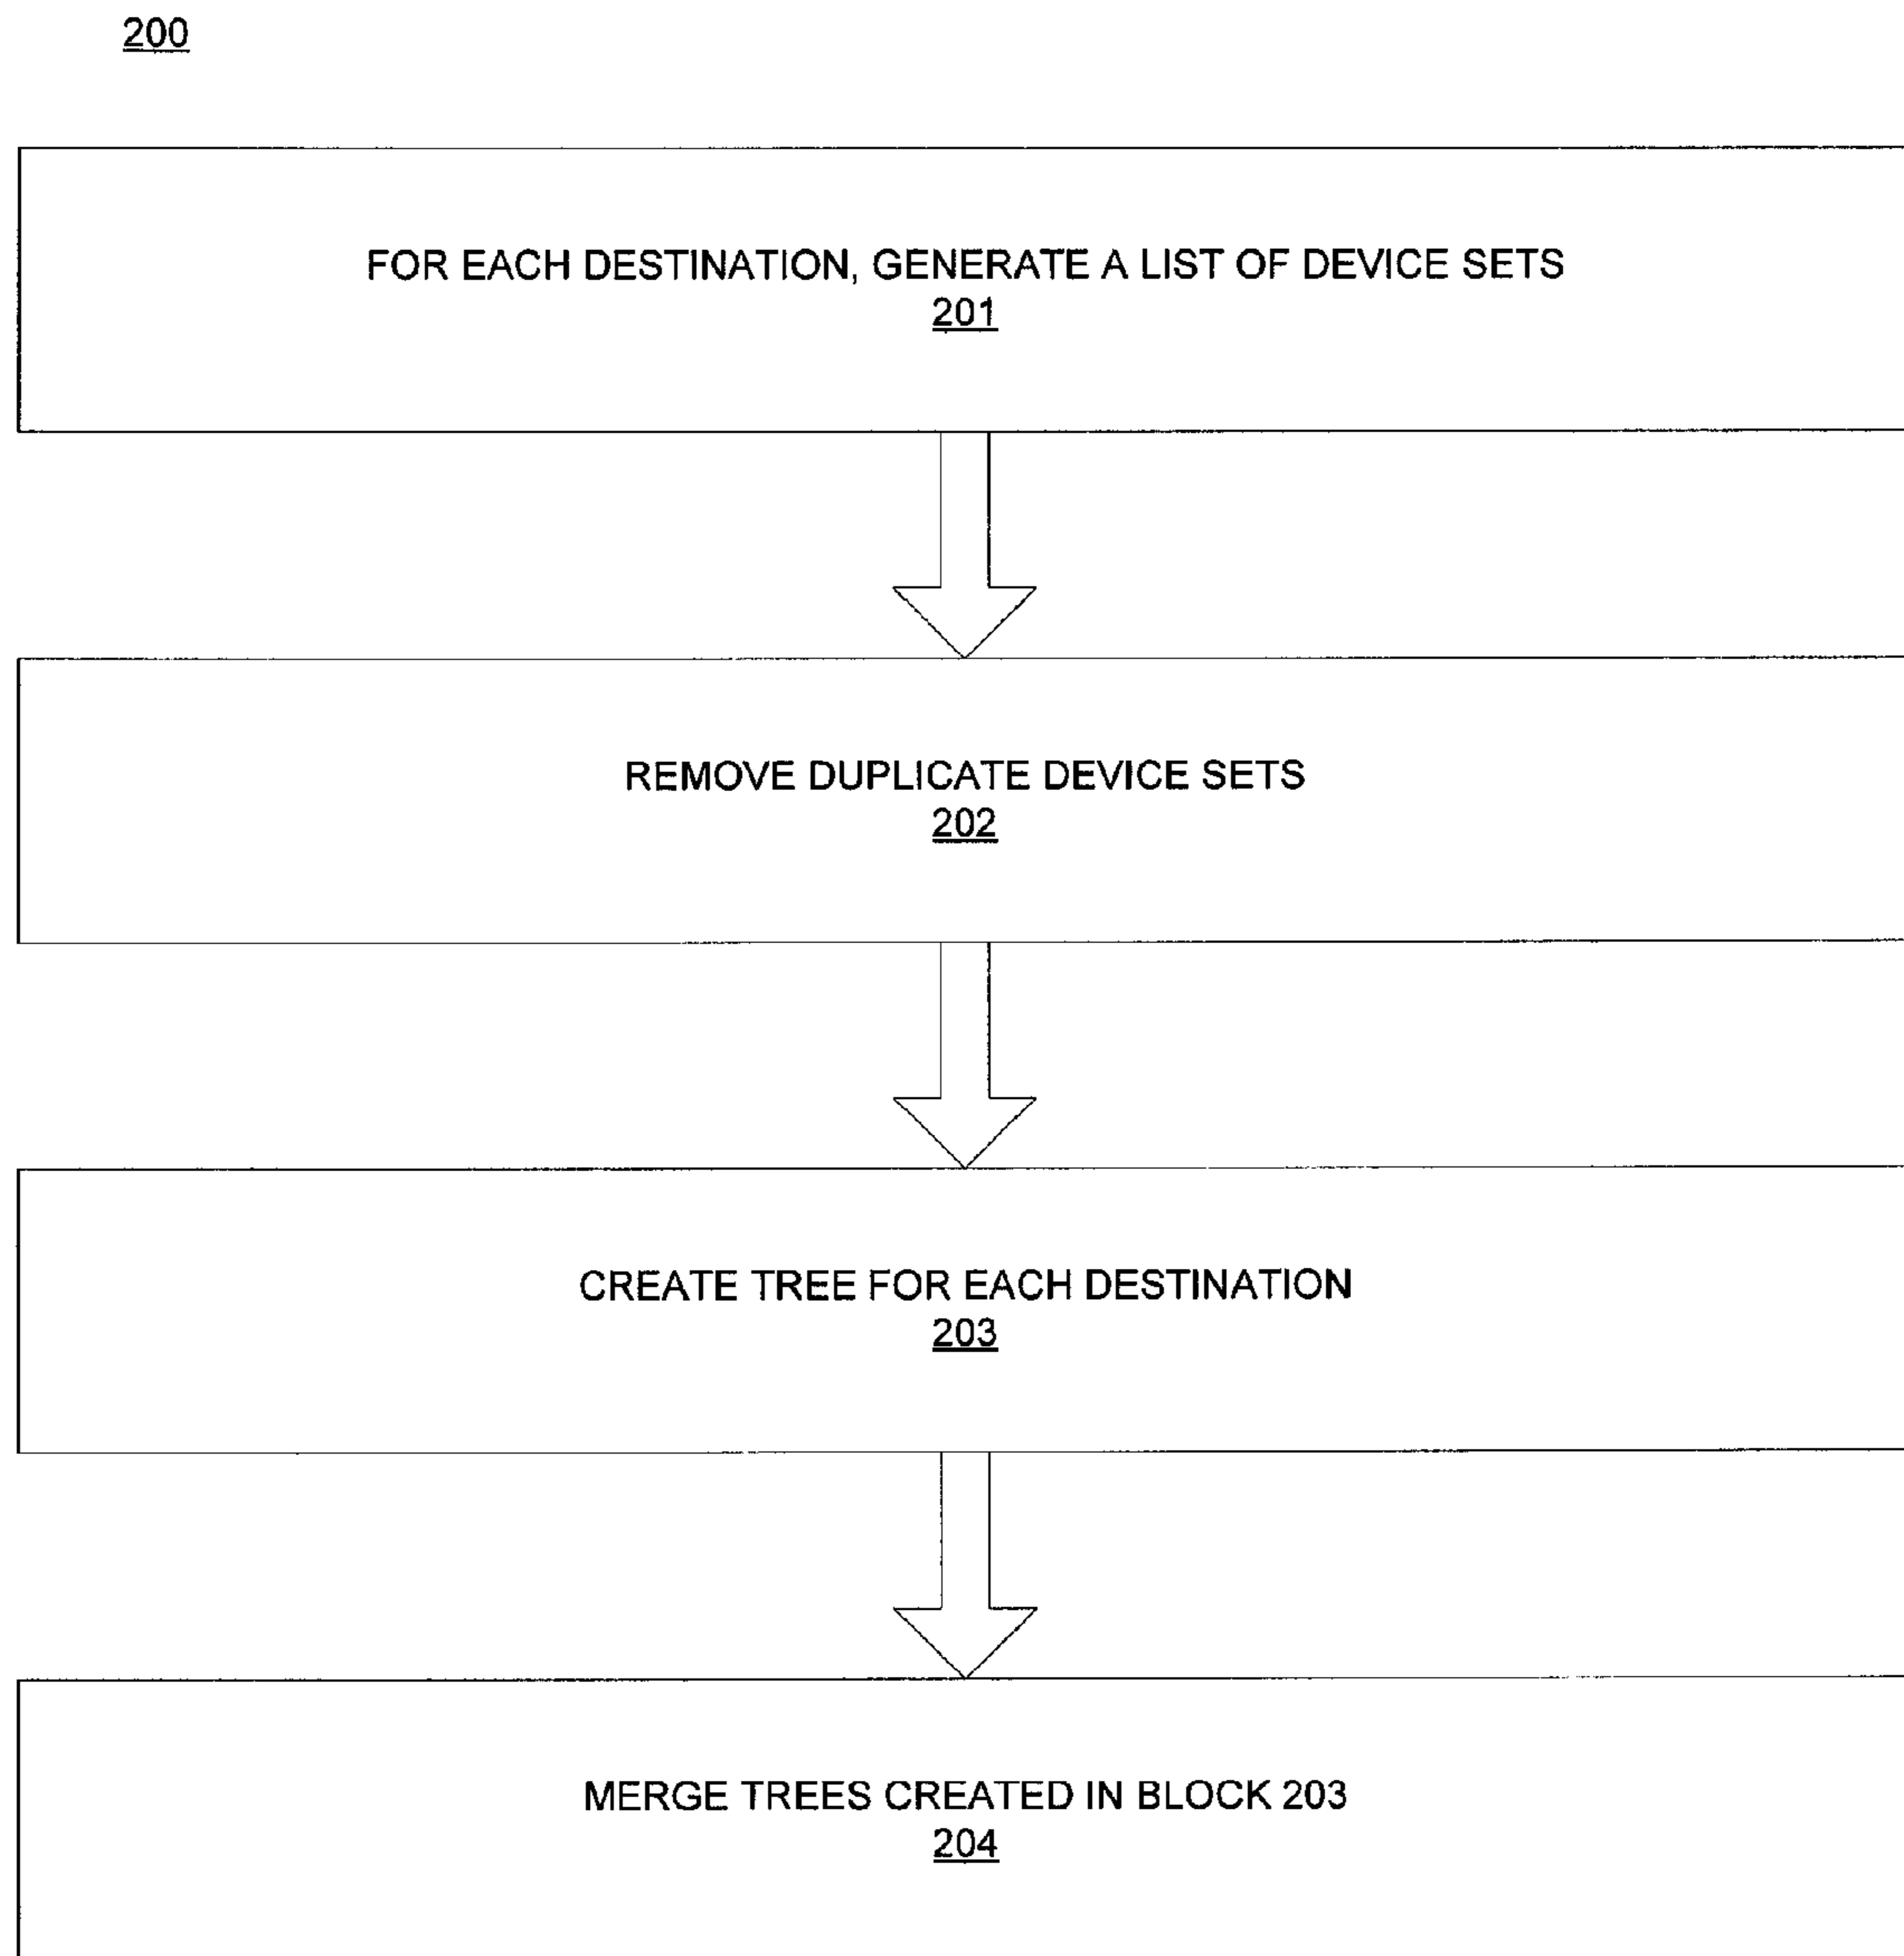 200
FOR EACH DESTINATION, GENERATE A LIST OF DEVICE SETS
201
REMOVE DUPLICATE DEVICE SETS
202
CREATE TREE FOR EACH DESTINATION
203
MERGE TREES CREATED IN BLOCK 203
204